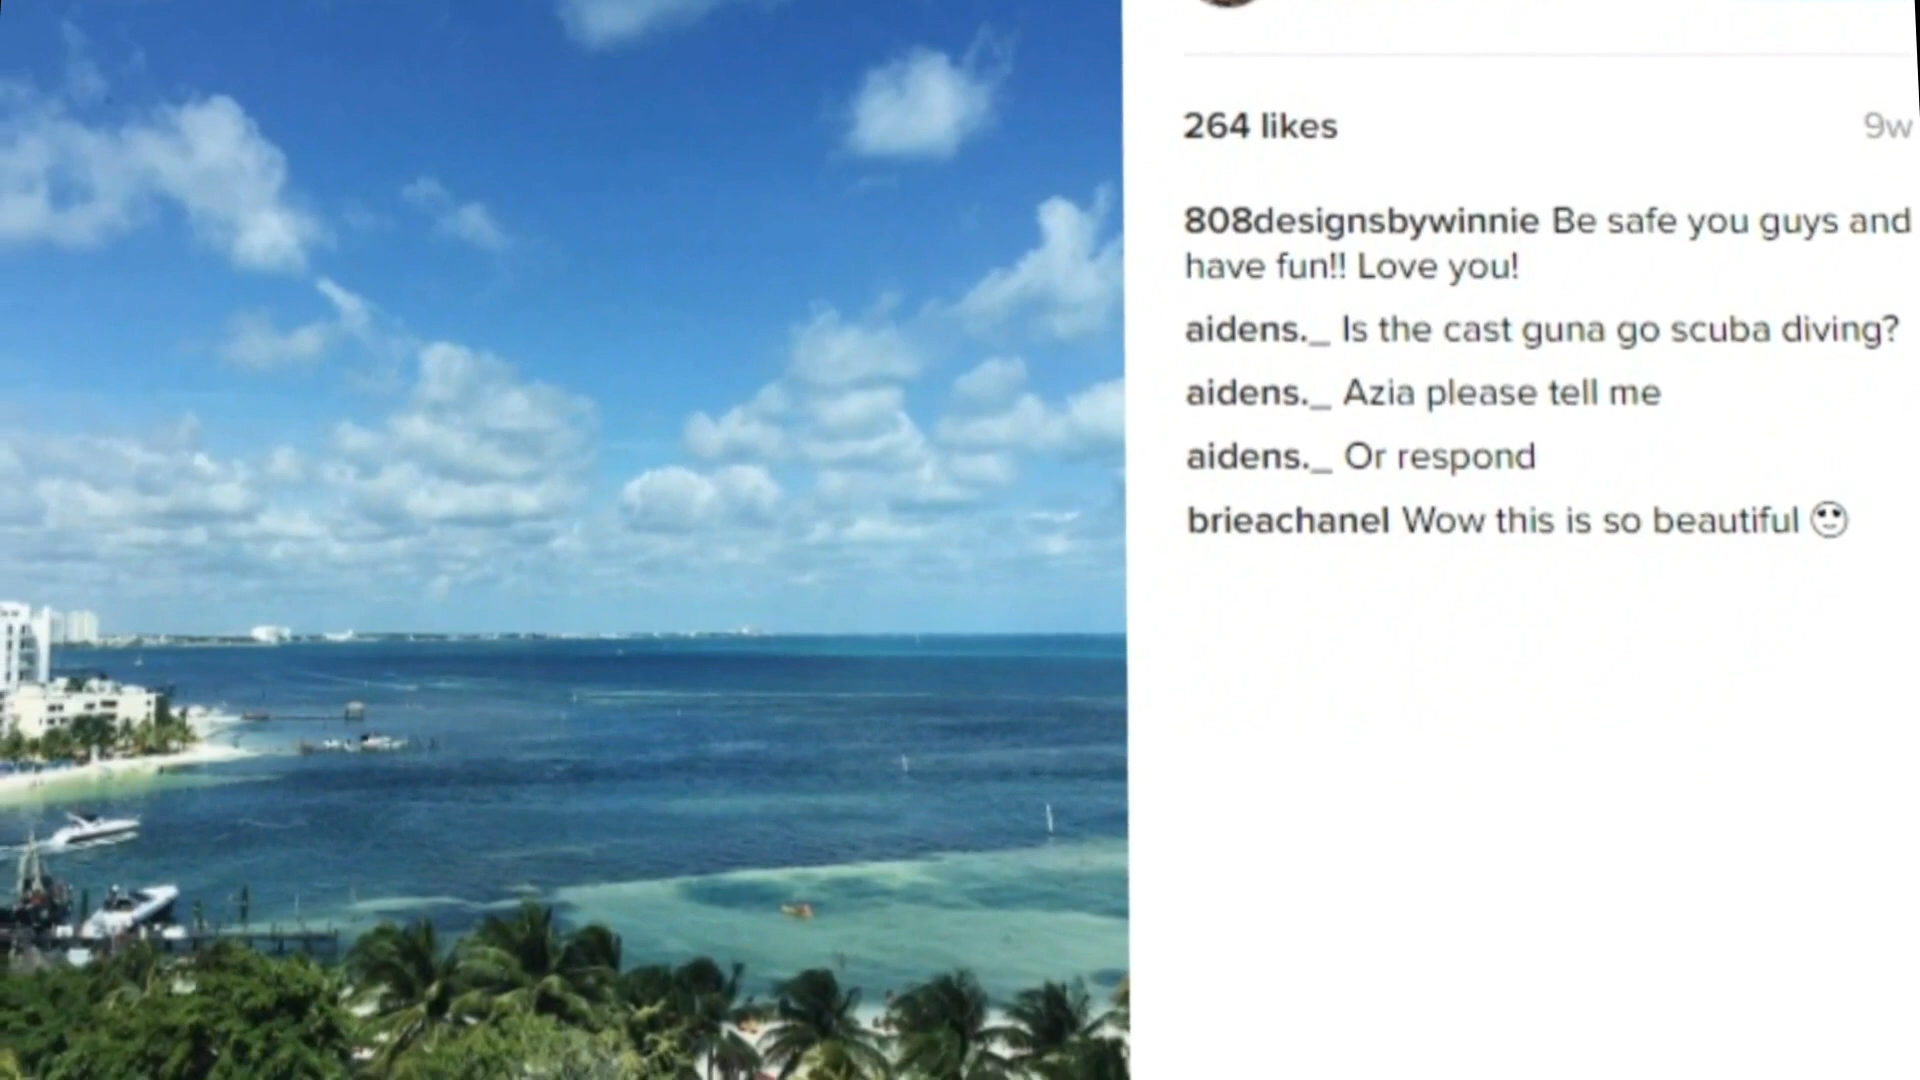 264 likes
9w
808designsbywinnie Be safe you guys and
have fun!! Love you!
aidens._ Is the cast guna go scuba diving?
aidens._ Azia please tell me
aidens._ Or respond
brieachanel Wow this is so beautiful